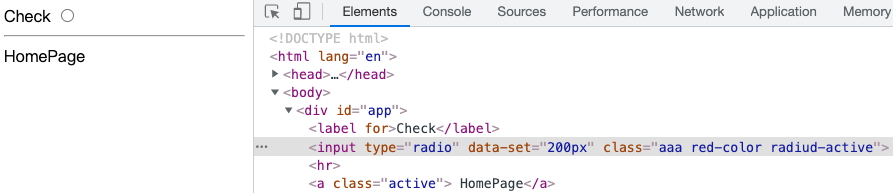 Check
HomePage
Elements Console Sources Performance Network Application Memory
<!DOCTYPE html>
<html lang="en">
<head>…</head>
<body>
<div id="app">
<label for>Check</label>
<input type="radio" data-set="200px" class="aaa red-color radiud-active">
<hr>
<a class="active"> HomePage</a>